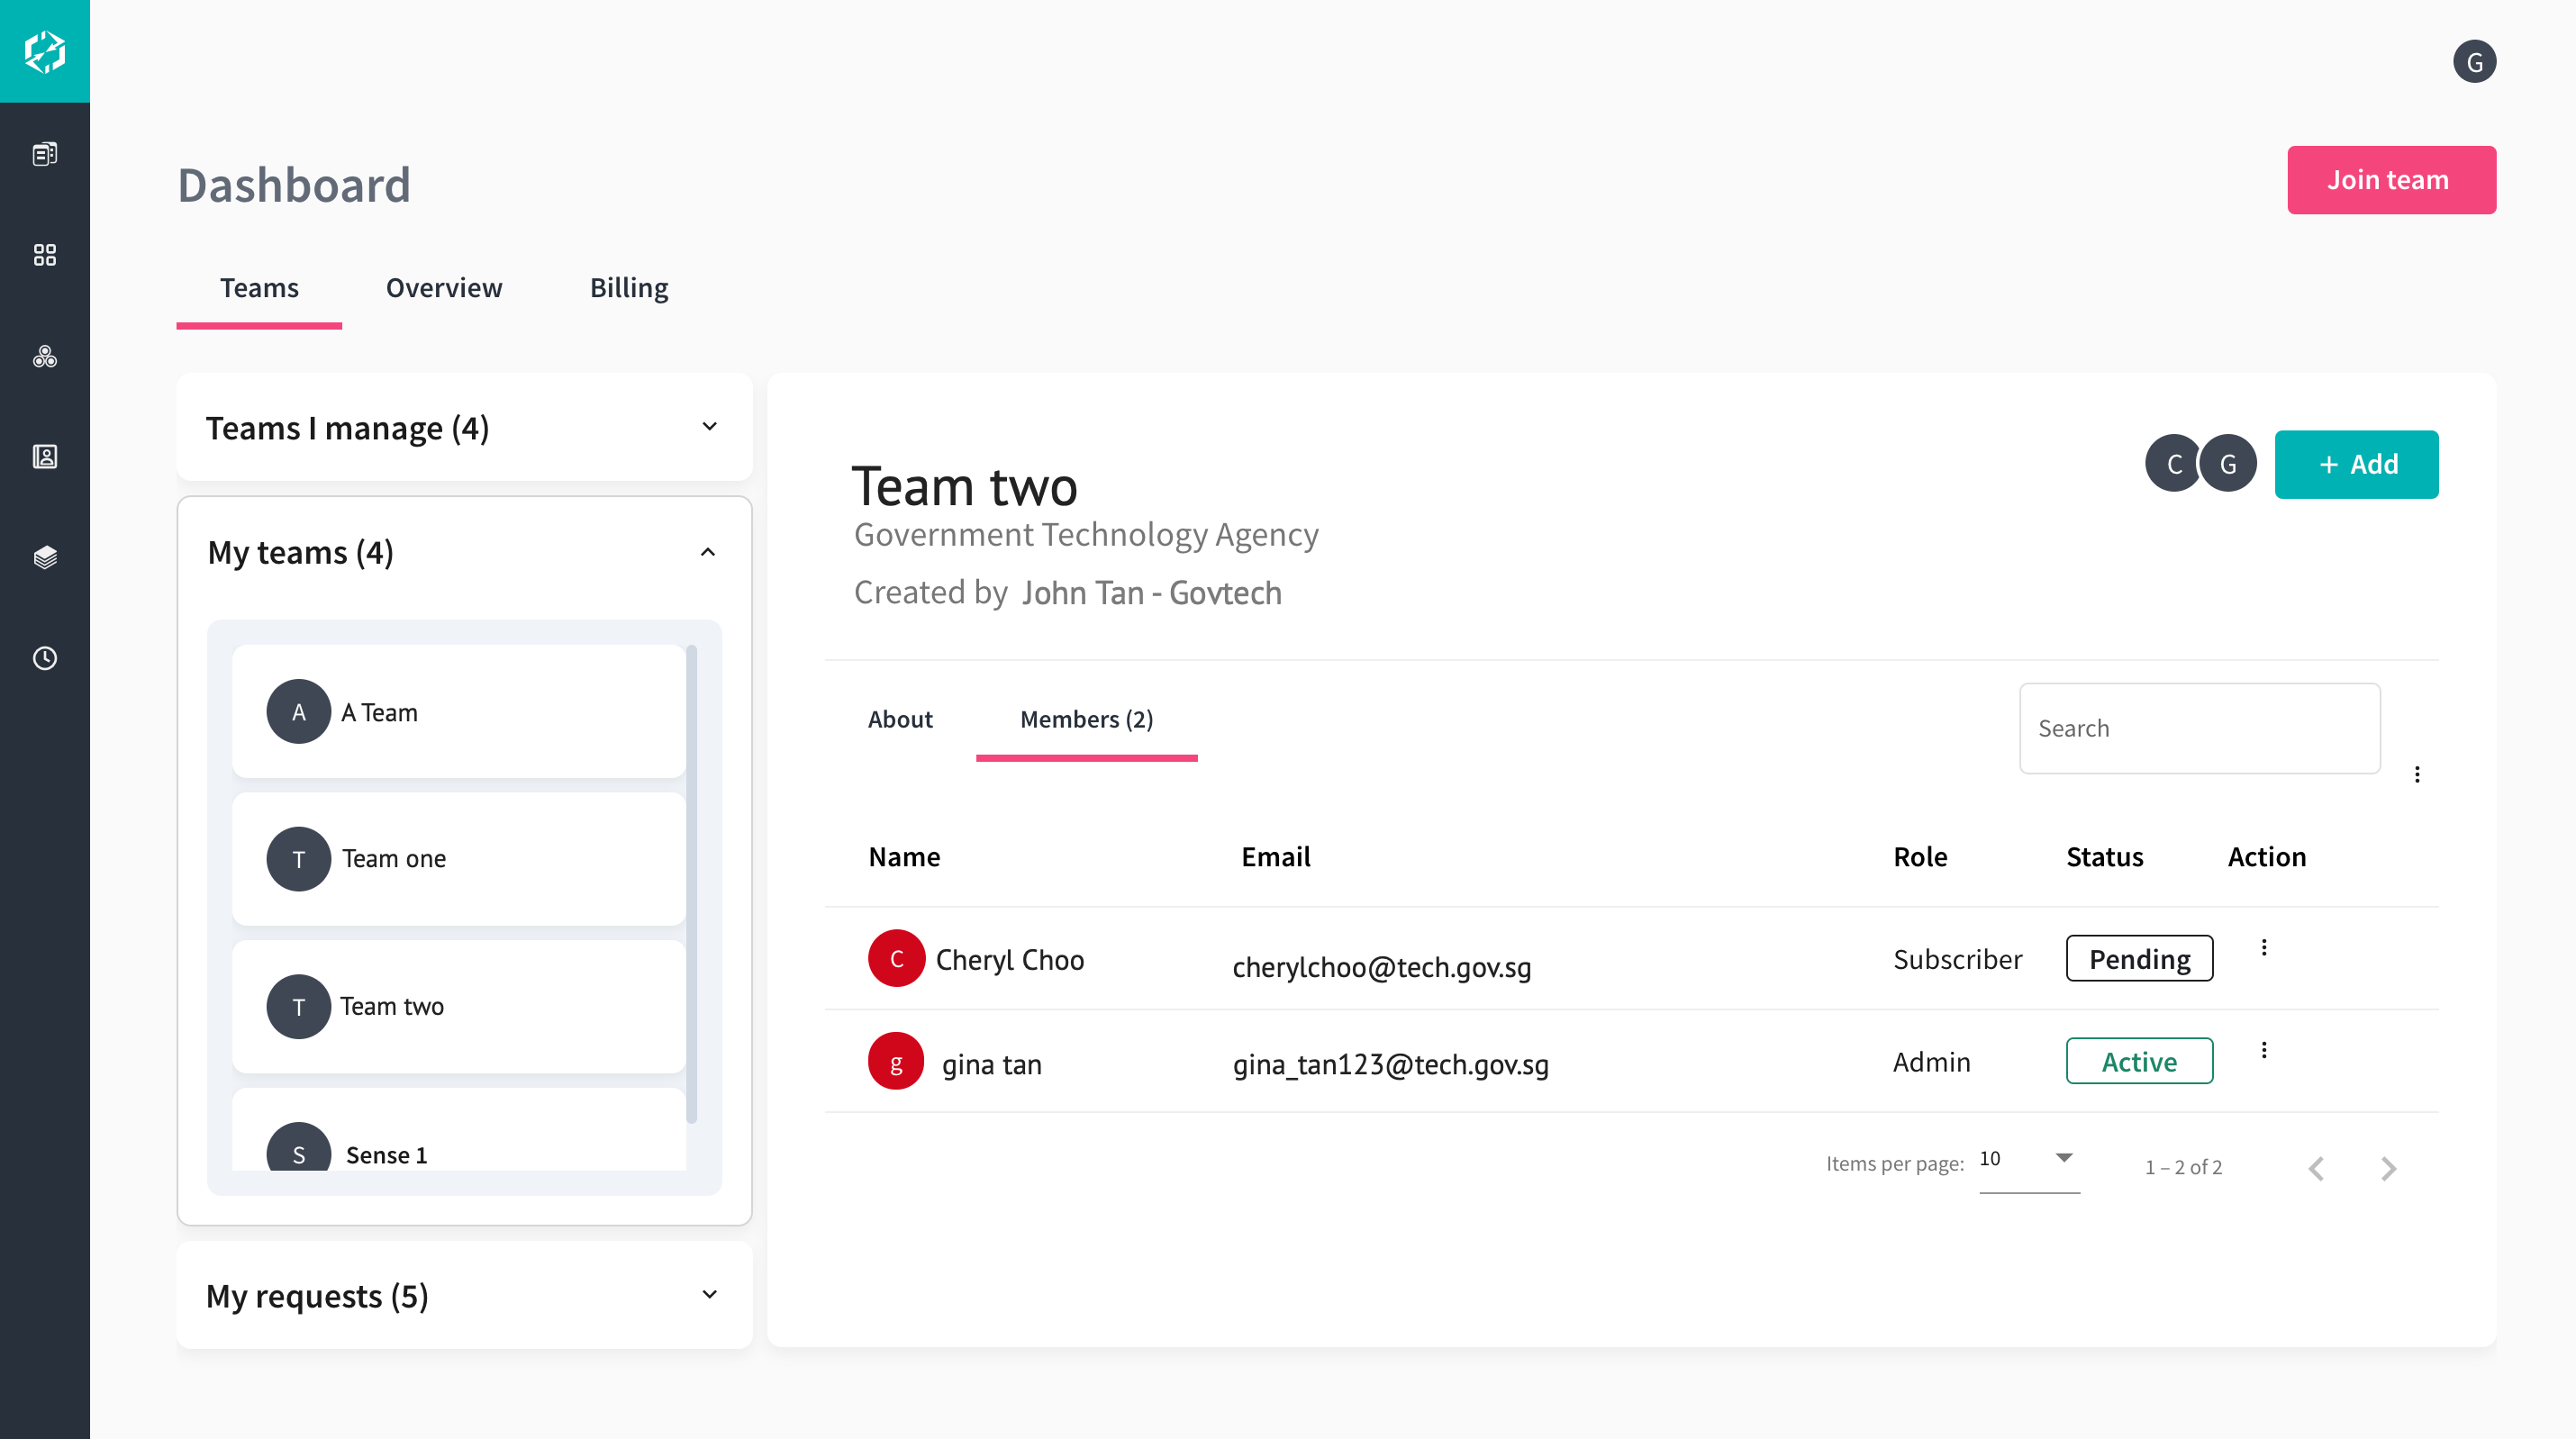 G
Dashboard
Join team
Teams Overview Billing
Teams I manage (4)
My teams (4)
A A Team
T Team one
T Team two
S Sense 1
My requests (5)
Team two
C G + Add
Government Technology Agency
Created by John Tan - Govtech
About Members (2) Search
Name Email Role Status Action
C Cheryl Choo cherylchoo@tech.gov.sg Subscriber Pending
g gina tan gina_tan123@tech.gov.sg Admin Active
Items per page: 10 1 – 2 of 2